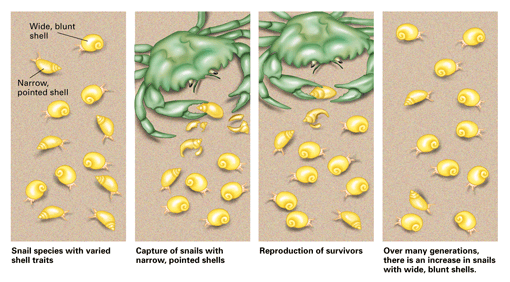 Wide, blunt
shell
Narrow,
pointed shell
Snail species with varied
shell traits
Capture of snails with
narrow, pointed shells
Reproduction of survivors
Over many generations,
there is an increase in snails
with wide, blunt shells.